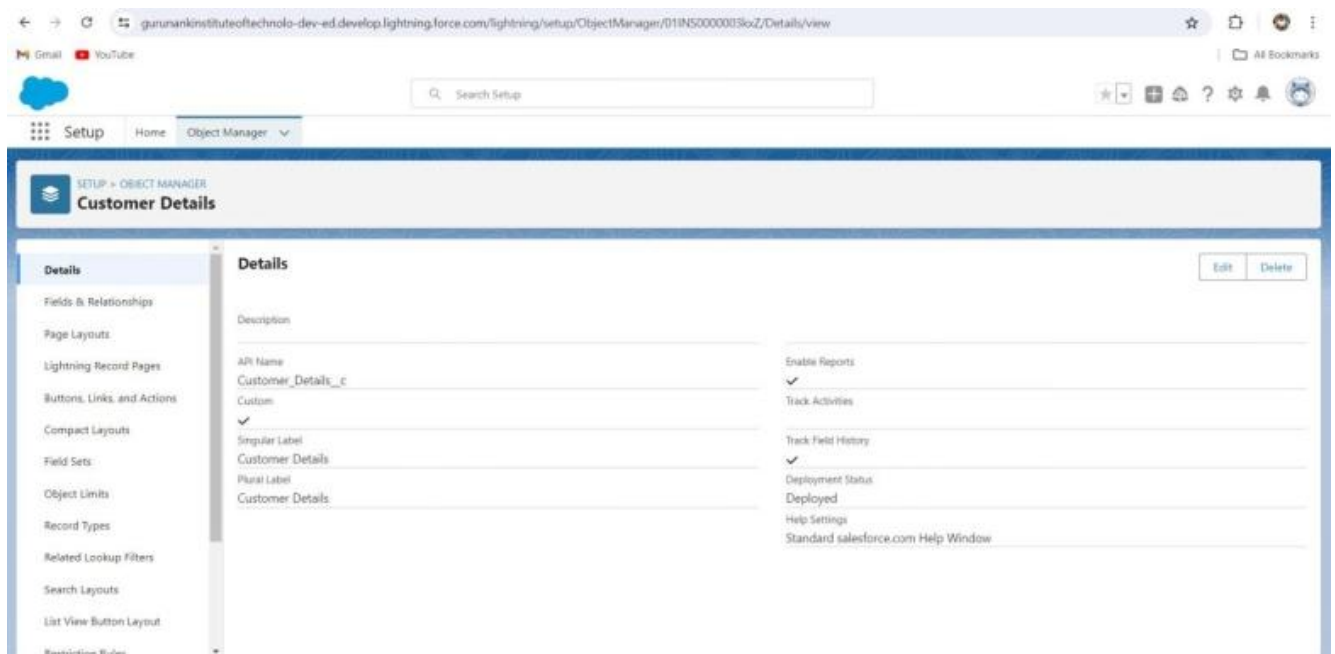 gurunankinstituteoftechnolo-dev-ed.develop.lightning.force.com/lightning/setup/ObjectManager/01INS0000003loZ/Details/view
Gmail YouTube All Bookmarks
Search Setup
Setup Home Object Manager
SETUP > OBJECT MANAGER
Customer Details
Details
Fields & Relationships
Page Layouts
Lightning Record Pages
Buttons, Links, and Actions
Compact Layouts
Field Sets
Object Limits
Record Types
Related Lookup Filters
Search Layouts
List View Button Layout
Restriction Rules
Details
Edit Delete
Description
API Name
Customer_Details__c
Custom
Singular Label
Customer Details
Plural Label
Customer Details
Enable Reports
Track Activities
Track Field History
Deployment Status
Deployed
Help Settings
Standard salesforce.com Help Window